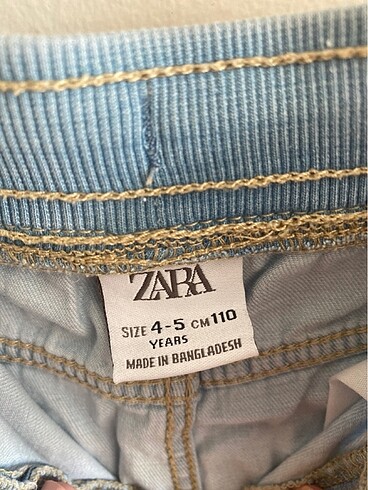 ZARA
SIZE 4-5 CM 110
YEARS
MADE IN BANGLADESH